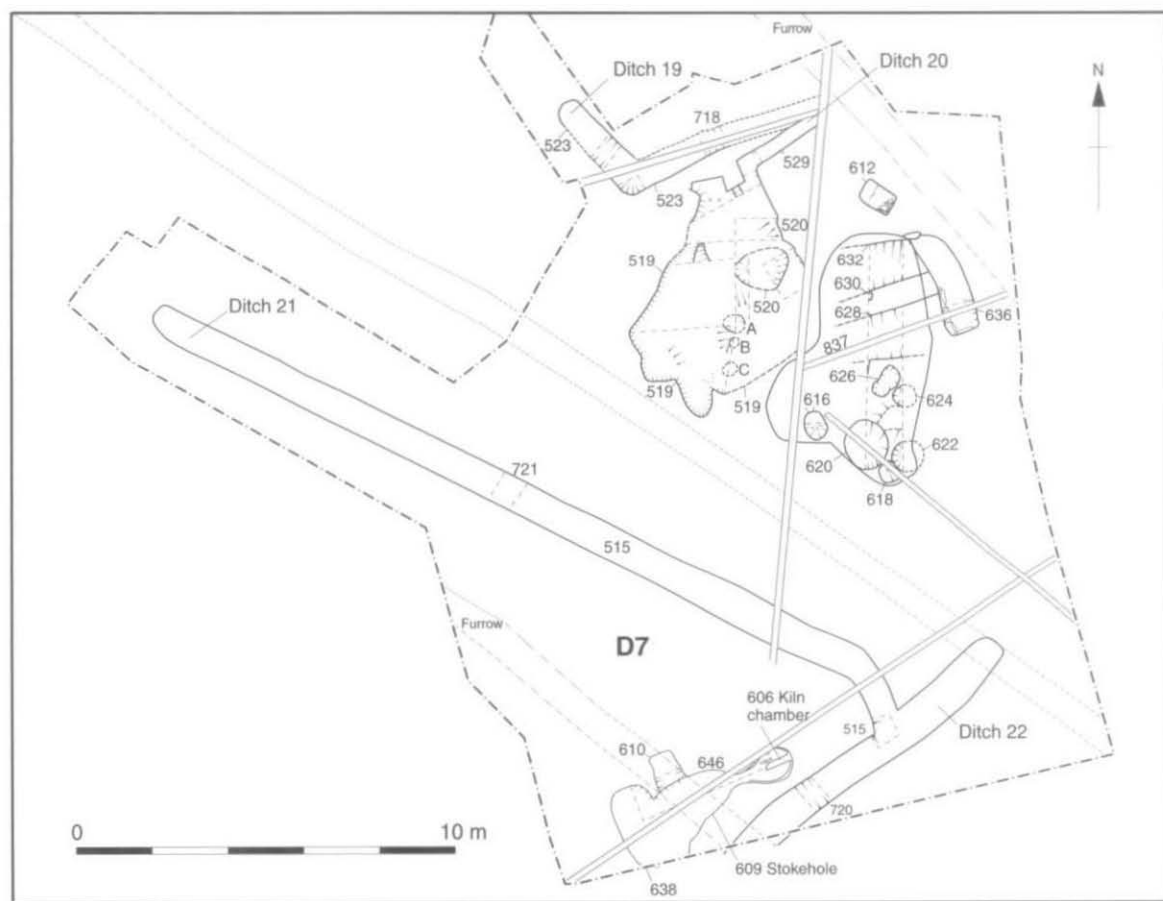 Furrow
Ditch 19
Ditch 20
N
718
523
529
612
523
520
519
632
630
Ditch 21
520
628
636
A
B
837
C
626
519
519
616
624
622
620
618
721
515
Furrow
D7
606 Kiln
chamber
515
Ditch 22
610
646
720
0
10 m
609 Stokehole
638